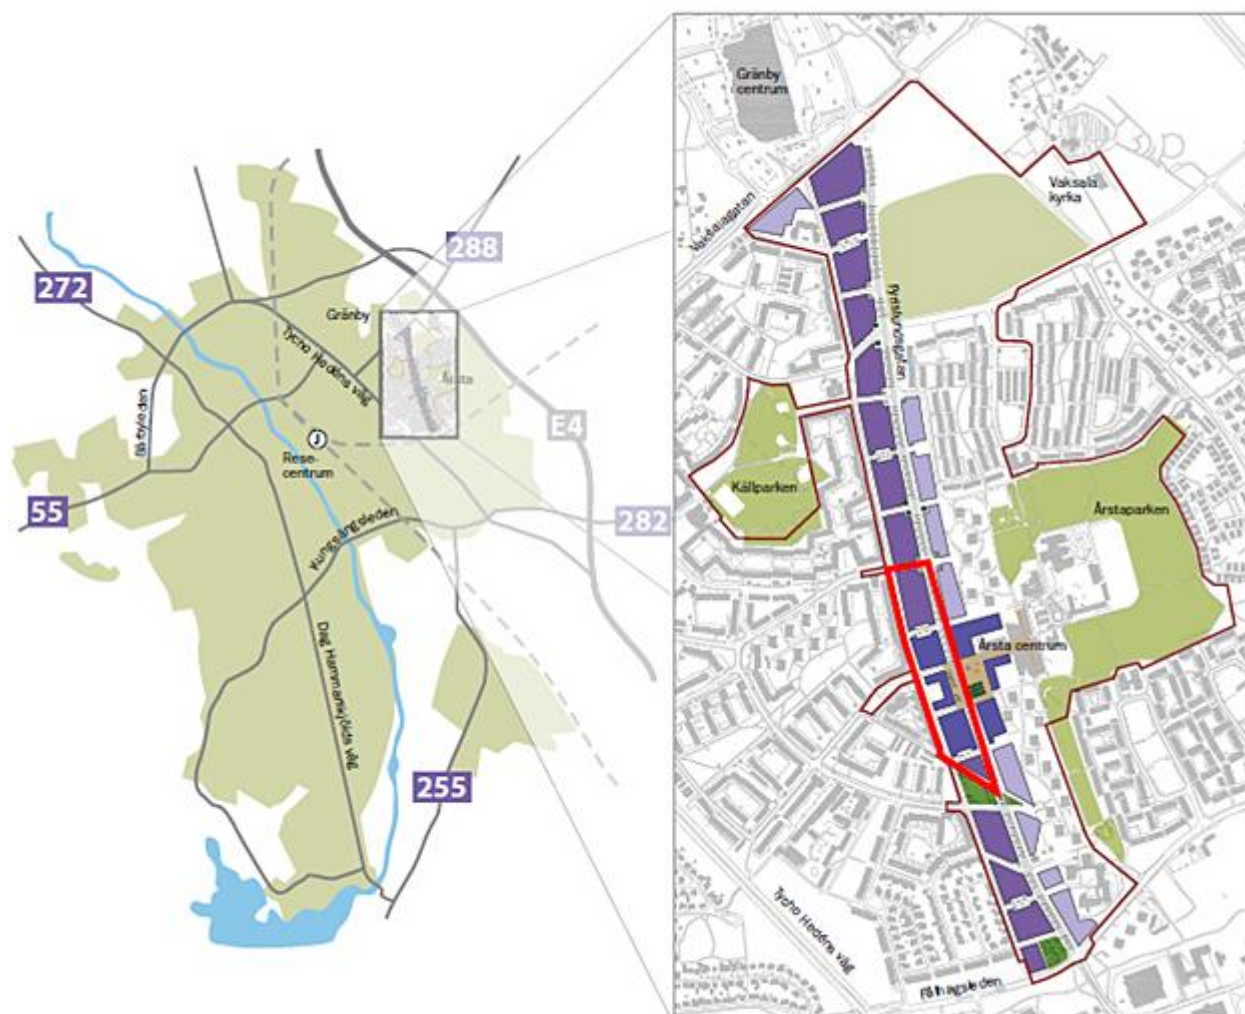 288
272
Gränby
Tycho Hedéns väg
Årsta
Bärbyleden
E4
Rese-
centrum
Kungsängsleden
55
282
Dag Hammarskjölds väg
255
Gränby
centrum
Vaksala
kyrka
Vaksalagatan
Fyrislundsgatan
Källparken
Årstaparken
Årsta centrum
Tycho Hedéns väg
Fålhagsleden